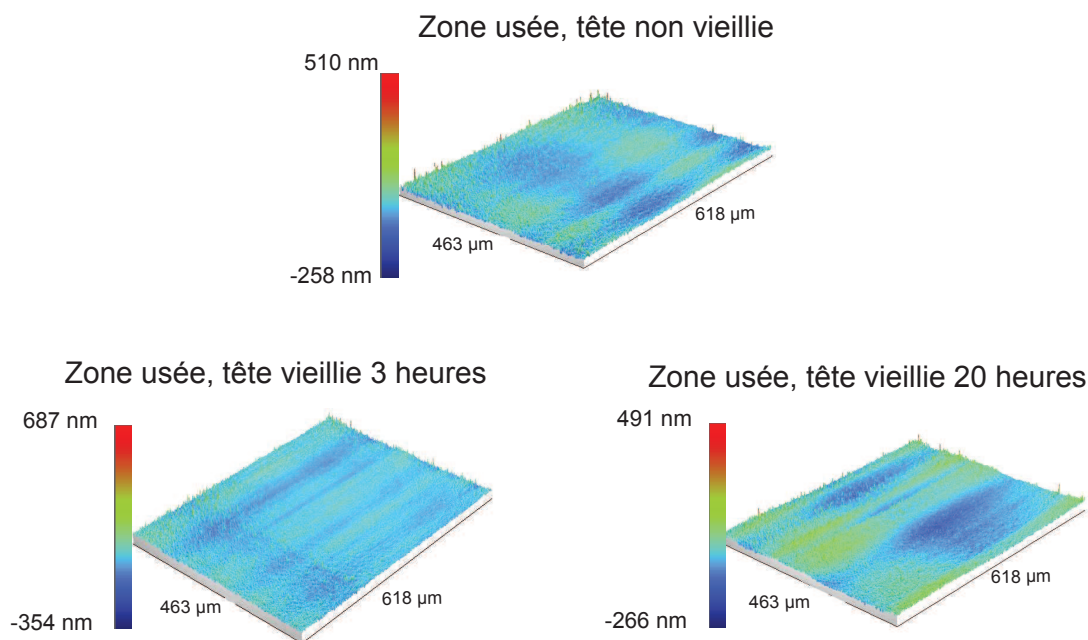 Zone usée, tête non vieillie
510 nm
-258 nm
463 µm
618 µm
Zone usée, tête vieillie 3 heures
687 nm
-354 nm
463 µm
618 µm
Zone usée, tête vieillie 20 heures
491 nm
-266 nm
463 µm
618 µm